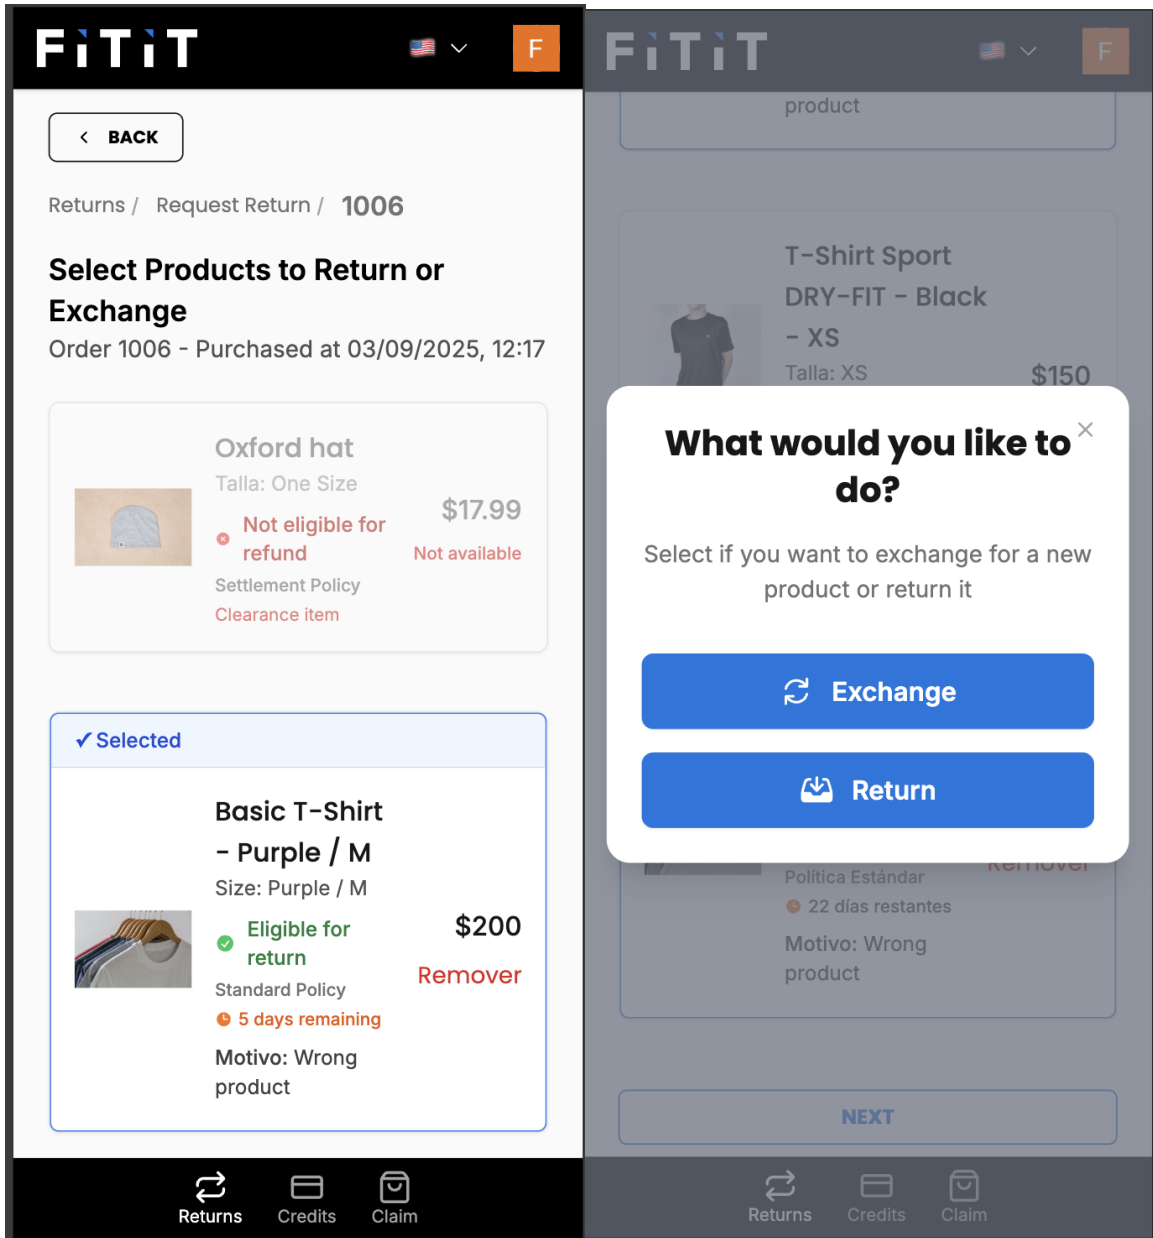 FiTiT
F
BACK
Returns / Request Return / 1006
Select Products to Return or
Exchange
Order 1006 - Purchased at 03/09/2025, 12:17
Oxford hat
Talla: One Size
$17.99
Not eligible for
refund
Not available
Settlement Policy
Clearance item
✓ Selected
Basic T-Shirt
- Purple / M
Size: Purple / M
Eligible for
return
$200
Remover
Standard Policy
5 days remaining
Motivo: Wrong
product
Returns
Credits
Claim
FiTiT
F
product
T-Shirt Sport
DRY-FIT - Black
- XS
Talla: XS
$150
What would you like to
do?
Select if you want to exchange for a new
product or return it
Exchange
Return
Remover
Política Estándar
22 días restantes
Motivo: Wrong
product
NEXT
Returns
Credits
Claim